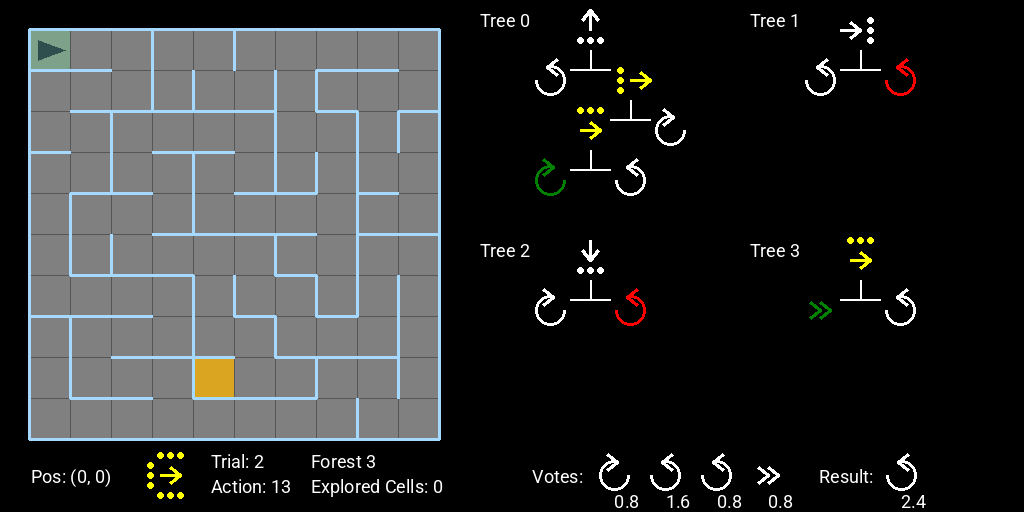 Tree 0
Tree 1
Tree 2
Tree 3
Pos: (0, 0)
Trial: 2
Forest 3
Action: 13
Explored Cells: 0
Votes:
0.8
1.6
0.8
0.8
Result:
2.4